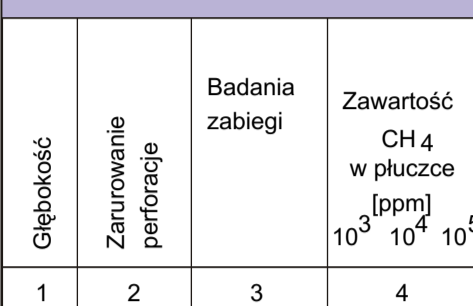 Głębokość
Zarurowanie
perforacje
Badania
zabiegi
Zawartość
CH 4
w płuczce
[ppm]
10³ 10⁴ 10⁵
1 2 3 4